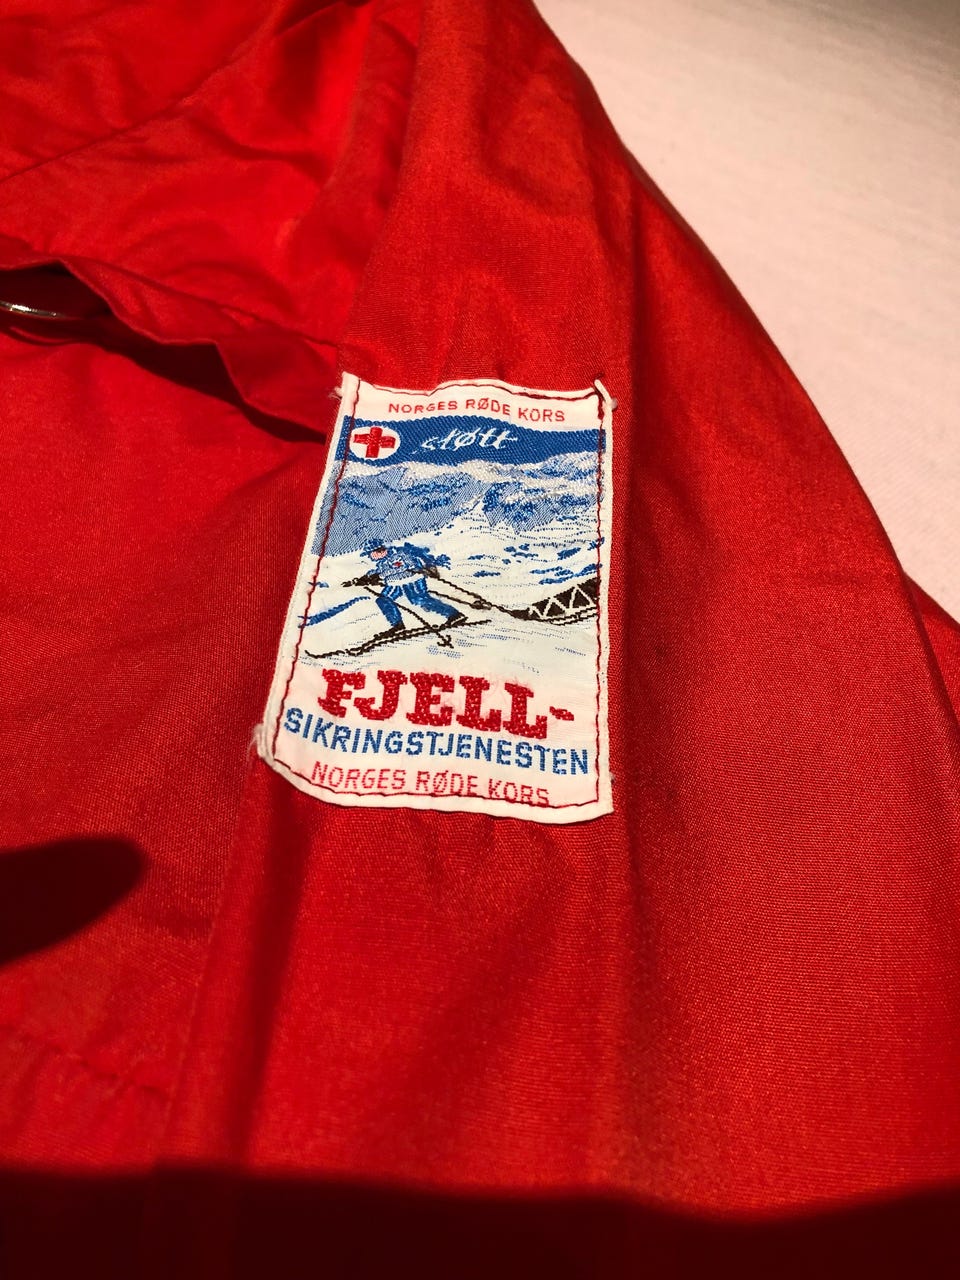 NORGES RØDE KORS
støtt
FJELL-
SIKRINGSTJENESTEN
NORGES RØDE KORS